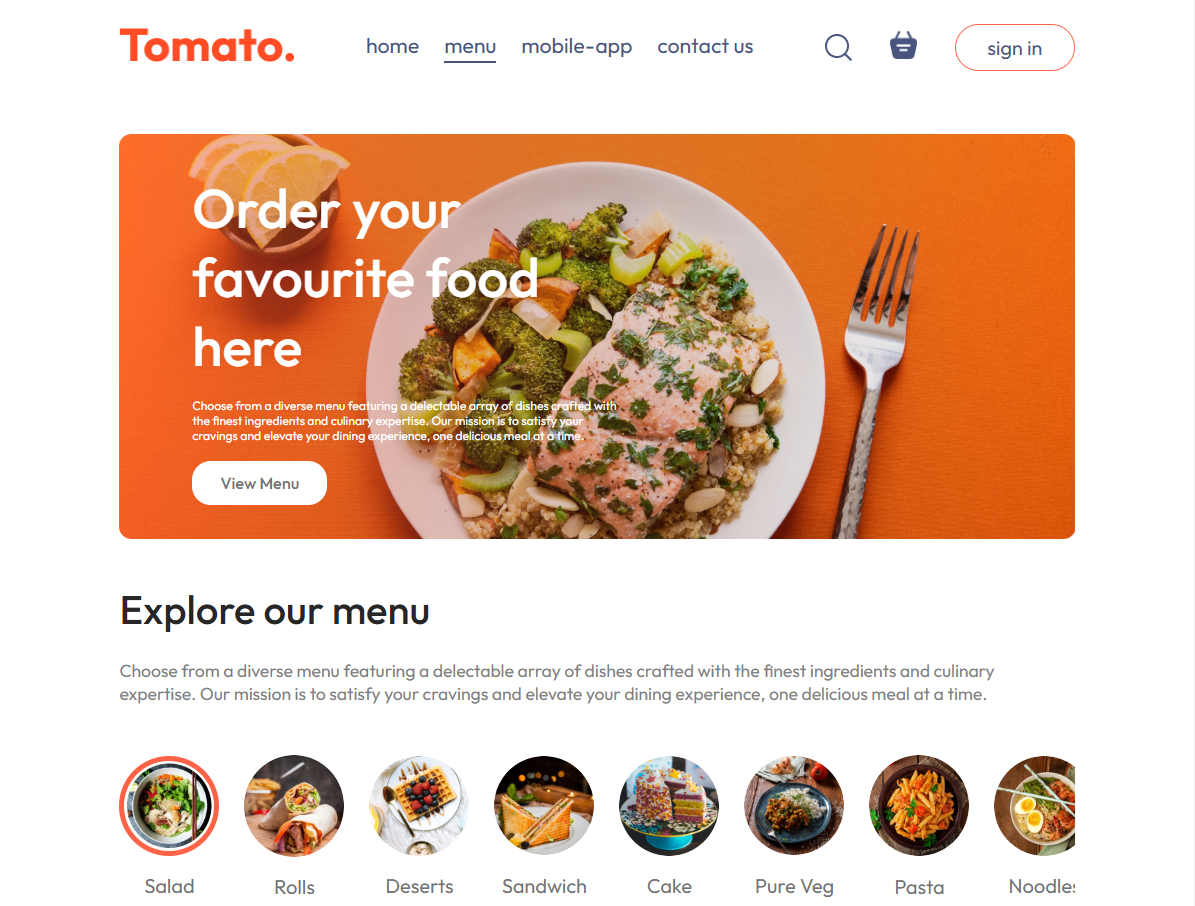 Tomato.
home menu mobile-app contact us
sign in
Order your
favourite food
here
Choose from a diverse menu featuring a delectable array of dishes crafted with
the finest ingredients and culinary expertise. Our mission is to satisfy your
cravings and elevate your dining experience, one delicious meal at a time.
View Menu
Explore our menu
Choose from a diverse menu featuring a delectable array of dishes crafted with the finest ingredients and culinary
expertise. Our mission is to satisfy your cravings and elevate your dining experience, one delicious meal at a time.
Salad Rolls Deserts Sandwich Cake Pure Veg Pasta Noodles